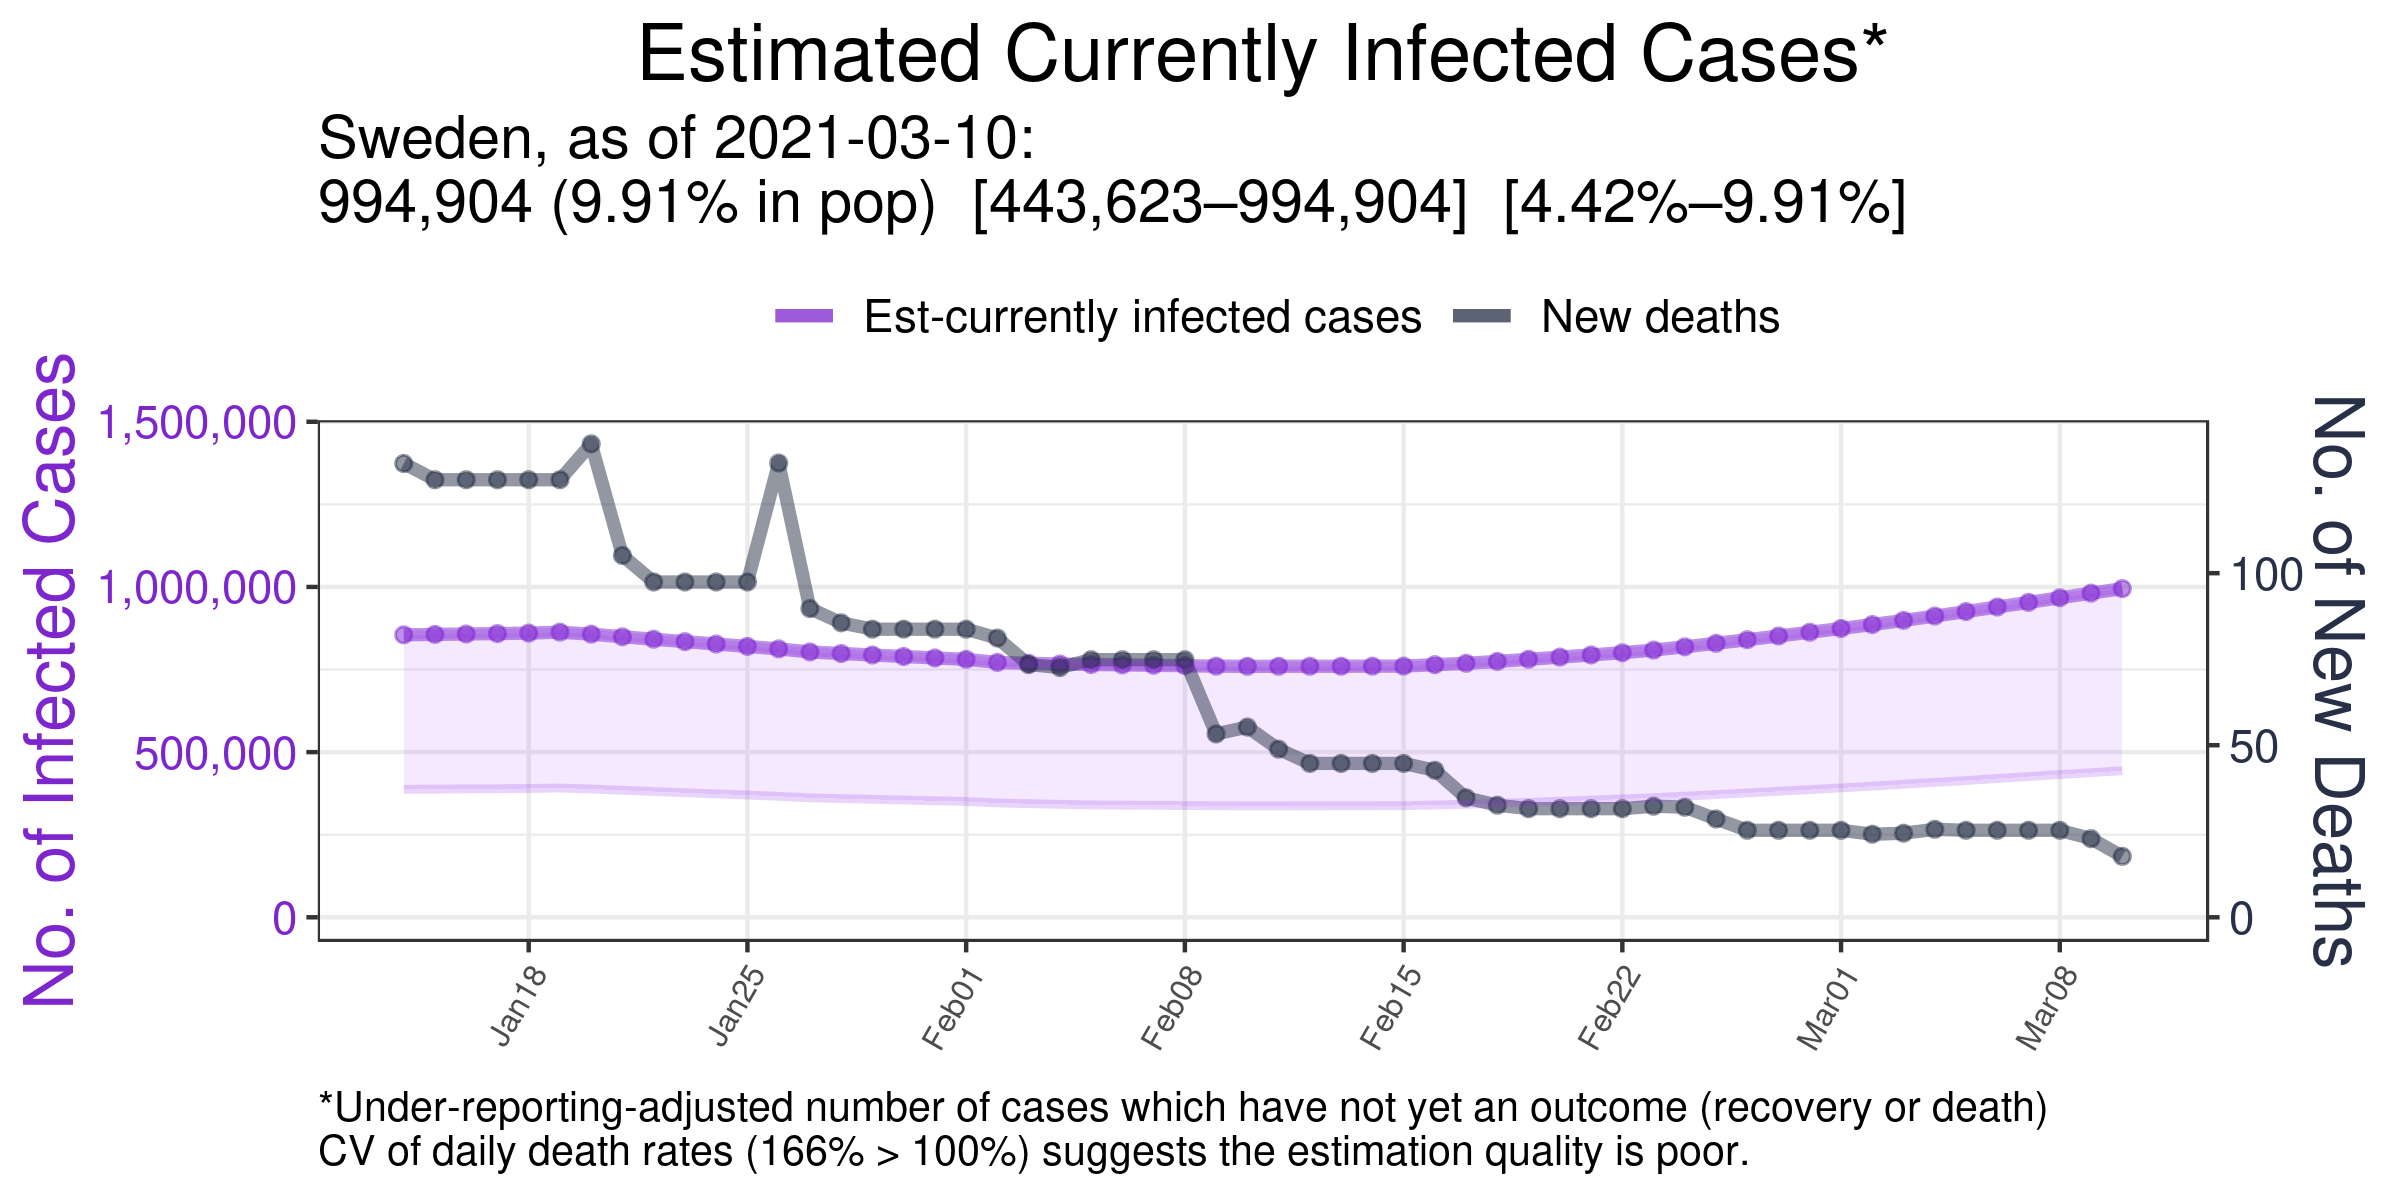 Estimated Currently Infected Cases*
Sweden, as of 2021-03-10:
994,904 (9.91% in pop) [443,623–994,904] [4.42%–9.91%]
Est-currently infected cases
New deaths
No. of Infected Cases
1,500,000
1,000,000
500,000
0
No. of New Deaths
100
50
0
Jan18
Jan25
Feb01
Feb08
Feb15
Feb22
Mar01
Mar08
*Under-reporting-adjusted number of cases which have not yet an outcome (recovery or death)
CV of daily death rates (166% > 100%) suggests the estimation quality is poor.